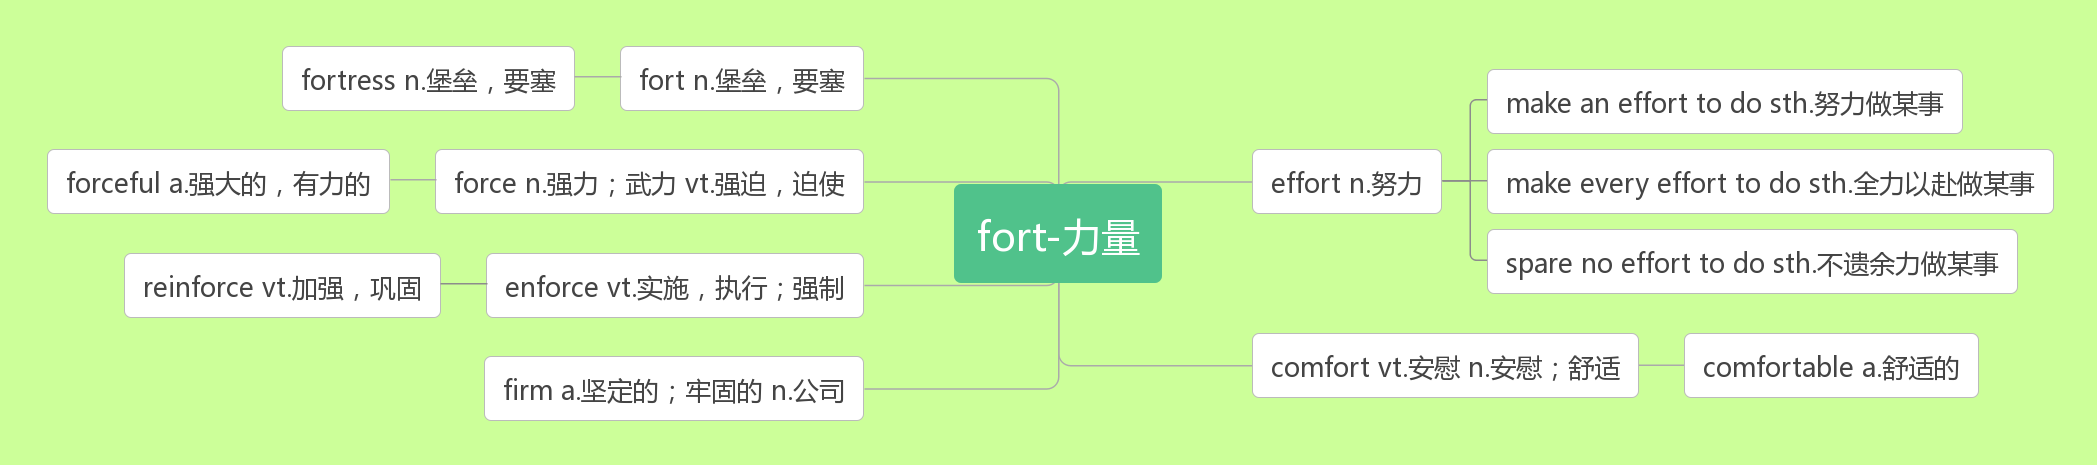 fort-力量
effort n.努力
make an effort to do sth.努力做某事
make every effort to do sth.全力以赴做某事
spare no effort to do sth.不遗余力做某事
comfort vt.安慰 n.安慰；舒适
comfortable a.舒适的
fort n.堡垒，要塞
fortress n.堡垒，要塞
force n.强力；武力 vt.强迫，迫使
forceful a.强大的，有力的
enforce vt.实施，执行；强制
reinforce vt.加强，巩固
firm a.坚定的；牢固的 n.公司